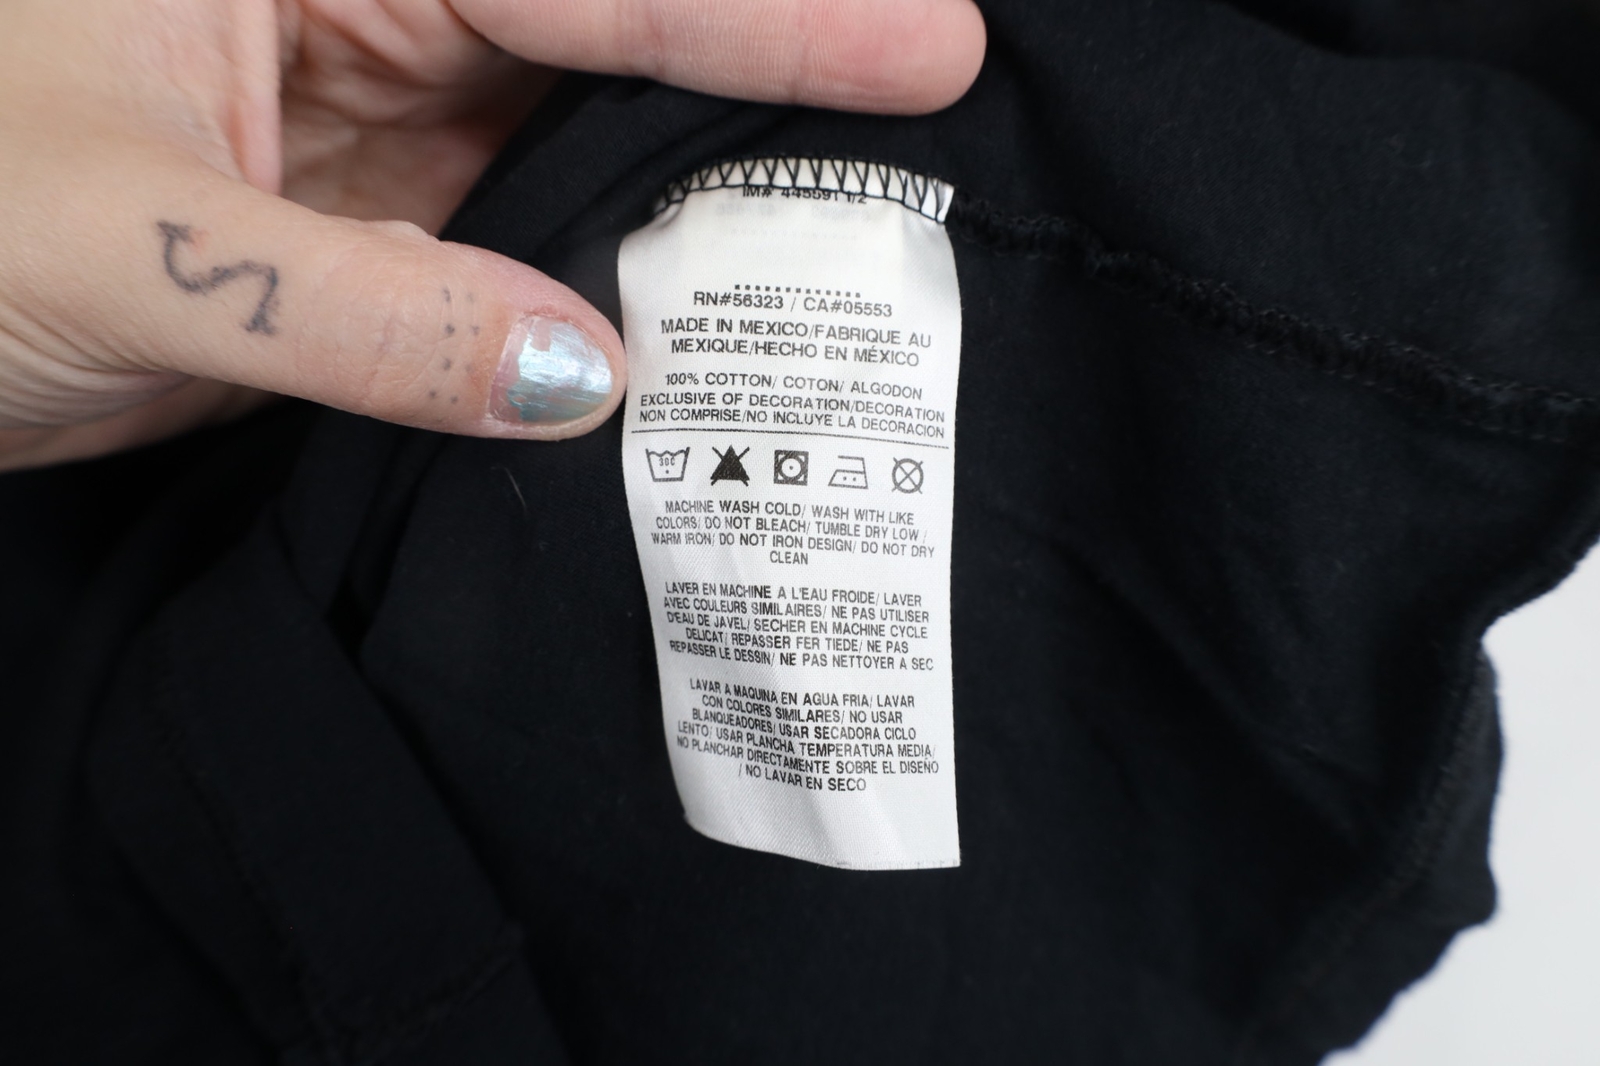 IM# 445591 1/2
RN#56323 / CA#05553
MADE IN MEXICO/FABRIQUE AU
MEXIQUE/HECHO EN MÉXICO
100% COTTON/ COTON/ ALGODON
EXCLUSIVE OF DECORATION/DECORATION
NON COMPRISE/NO INCLUYE LA DECORACION
30C
MACHINE WASH COLD/ WASH WITH LIKE
COLORS/ DO NOT BLEACH/ TUMBLE DRY LOW /
WARM IRON/ DO NOT IRON DESIGN/ DO NOT DRY
CLEAN
LAVER EN MACHINE A L'EAU FROIDE/ LAVER
AVEC COULEURS SIMILAIRES/ NE PAS UTILISER
D'EAU DE JAVEL/ SECHER EN MACHINE CYCLE
DELICAT/ REPASSER FER TIEDE/ NE PAS
REPASSER LE DESSIN/ NE PAS NETTOYER A SEC
LAVAR A MAQUINA EN AGUA FRIA/ LAVAR
CON COLORES SIMILARES/ NO USAR
BLANQUEADORES/ USAR SECADORA CICLO
LENTO/ USAR PLANCHA TEMPERATURA MEDIA/
NO PLANCHAR DIRECTAMENTE SOBRE EL DISEÑO
/ NO LAVAR EN SECO